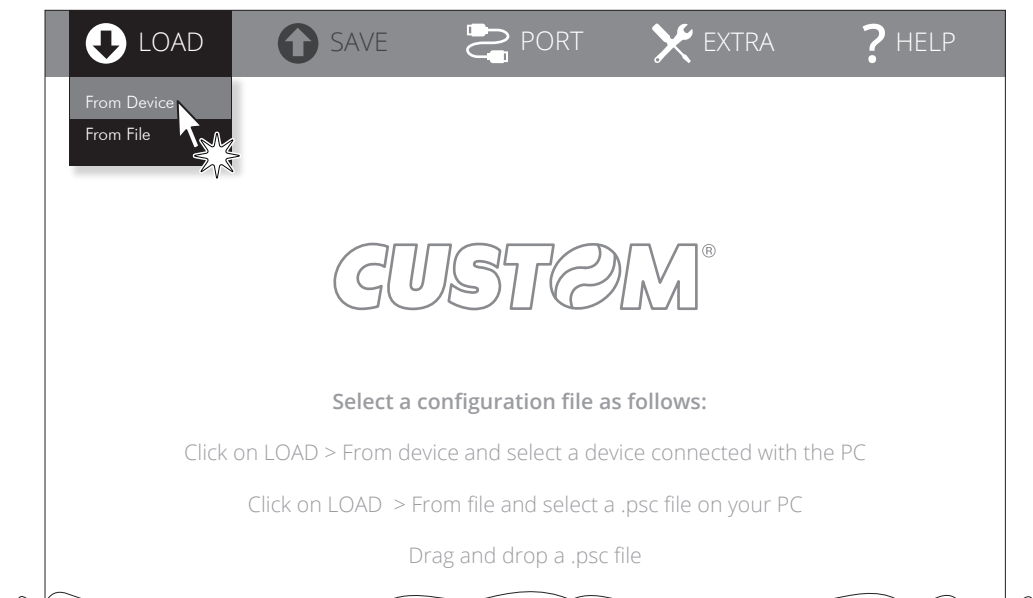 LOAD SAVE PORT EXTRA ? HELP
From Device
From File
CUSTOM®
Select a configuration file as follows:
Click on LOAD > From device and select a device connected with the PC
Click on LOAD > From file and select a .psc file on your PC
Drag and drop a .psc file